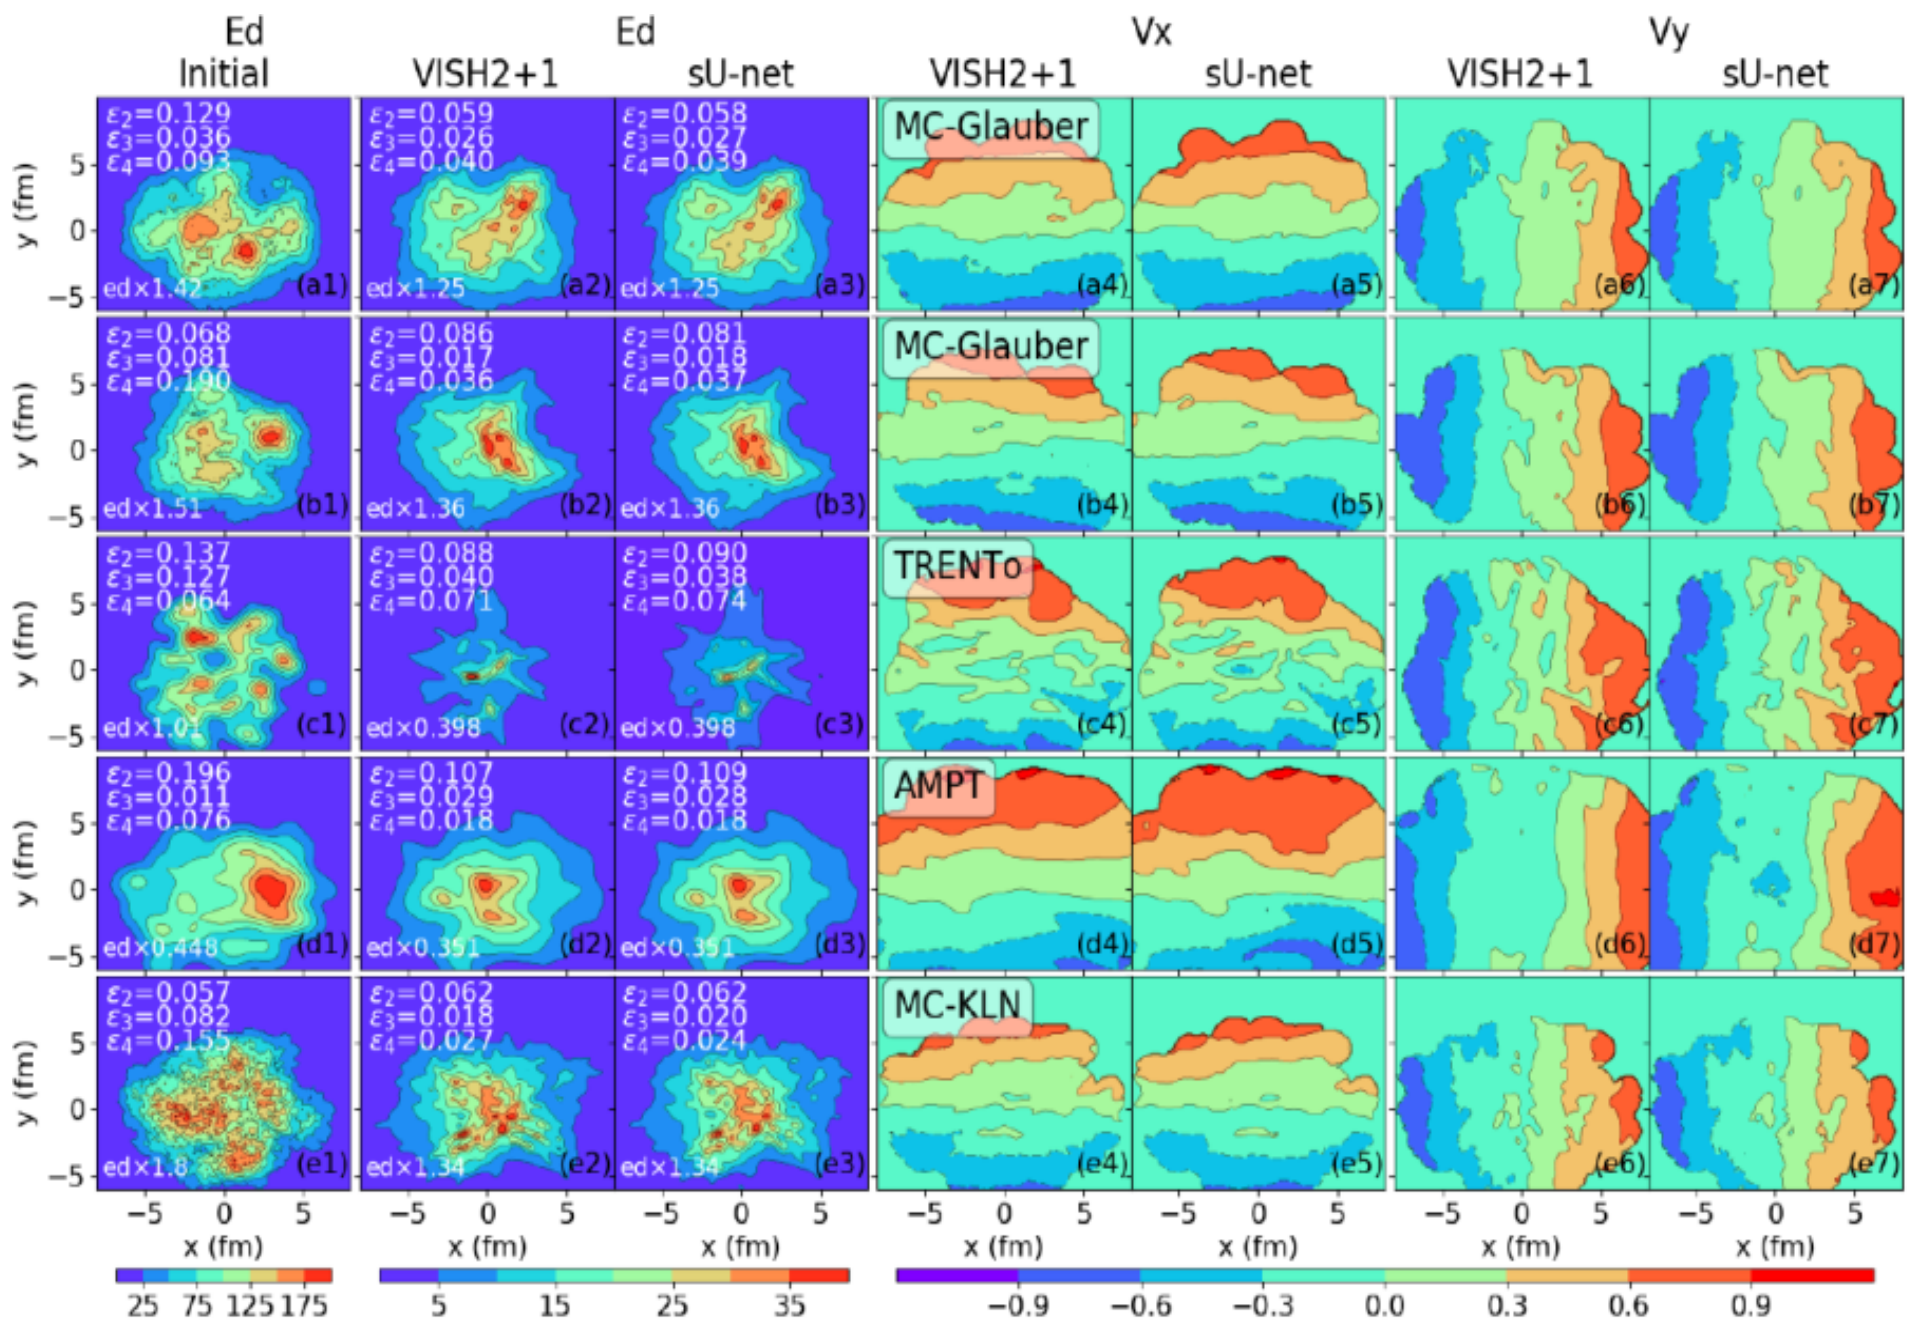 Ed Ed Vx Vy
Initial VISH2+1 sU-net VISH2+1 sU-net VISH2+1 sU-net
ε2=0.129 ε2=0.059 ε2=0.058 MC-Glauber
ε3=0.036 ε3=0.026 ε3=0.027
ε4=0.093 ε4=0.040 ε4=0.039
5
y (fm) 0
ed×1.42 (a1) ed×1.25 (a2) ed×1.25 (a3) (a4) (a5) (a6) (a7)
−5
ε2=0.068 ε2=0.086 ε2=0.081 MC-Glauber
ε3=0.081 ε3=0.017 ε3=0.018
ε4=0.190 ε4=0.036 ε4=0.037
5
y (fm) 0
ed×1.51 (b1) ed×1.36 (b2) ed×1.36 (b3) (b4) (b5) (b6) (b7)
−5
ε2=0.137 ε2=0.088 ε2=0.090 TRENTo
ε3=0.127 ε3=0.040 ε3=0.038
ε4=0.064 ε4=0.071 ε4=0.074
5
y (fm) 0
ed×1.01 (c1) ed×0.398 (c2) ed×0.398 (c3) (c4) (c5) (c6) (c7)
−5
ε2=0.196 ε2=0.107 ε2=0.109 AMPT
ε3=0.011 ε3=0.029 ε3=0.028
ε4=0.076 ε4=0.018 ε4=0.018
5
y (fm) 0
ed×0.448 (d1) ed×0.351 (d2) ed×0.351 (d3) (d4) (d5) (d6) (d7)
−5
ε2=0.057 ε2=0.062 ε2=0.062 MC-KLN
ε3=0.082 ε3=0.018 ε3=0.020
ε4=0.155 ε4=0.027 ε4=0.024
5
y (fm) 0
ed×1.8 (e1) ed×1.34 (e2) ed×1.34 (e3) (e4) (e5) (e6) (e7)
−5
−5 0 5 −5 0 5 −5 0 5 −5 0 5 −5 0 5 −5 0 5 −5 0 5
x (fm) x (fm) x (fm) x (fm) x (fm) x (fm) x (fm)
25 75 125 175 5 15 25 35 −0.9 −0.6 −0.3 0.0 0.3 0.6 0.9